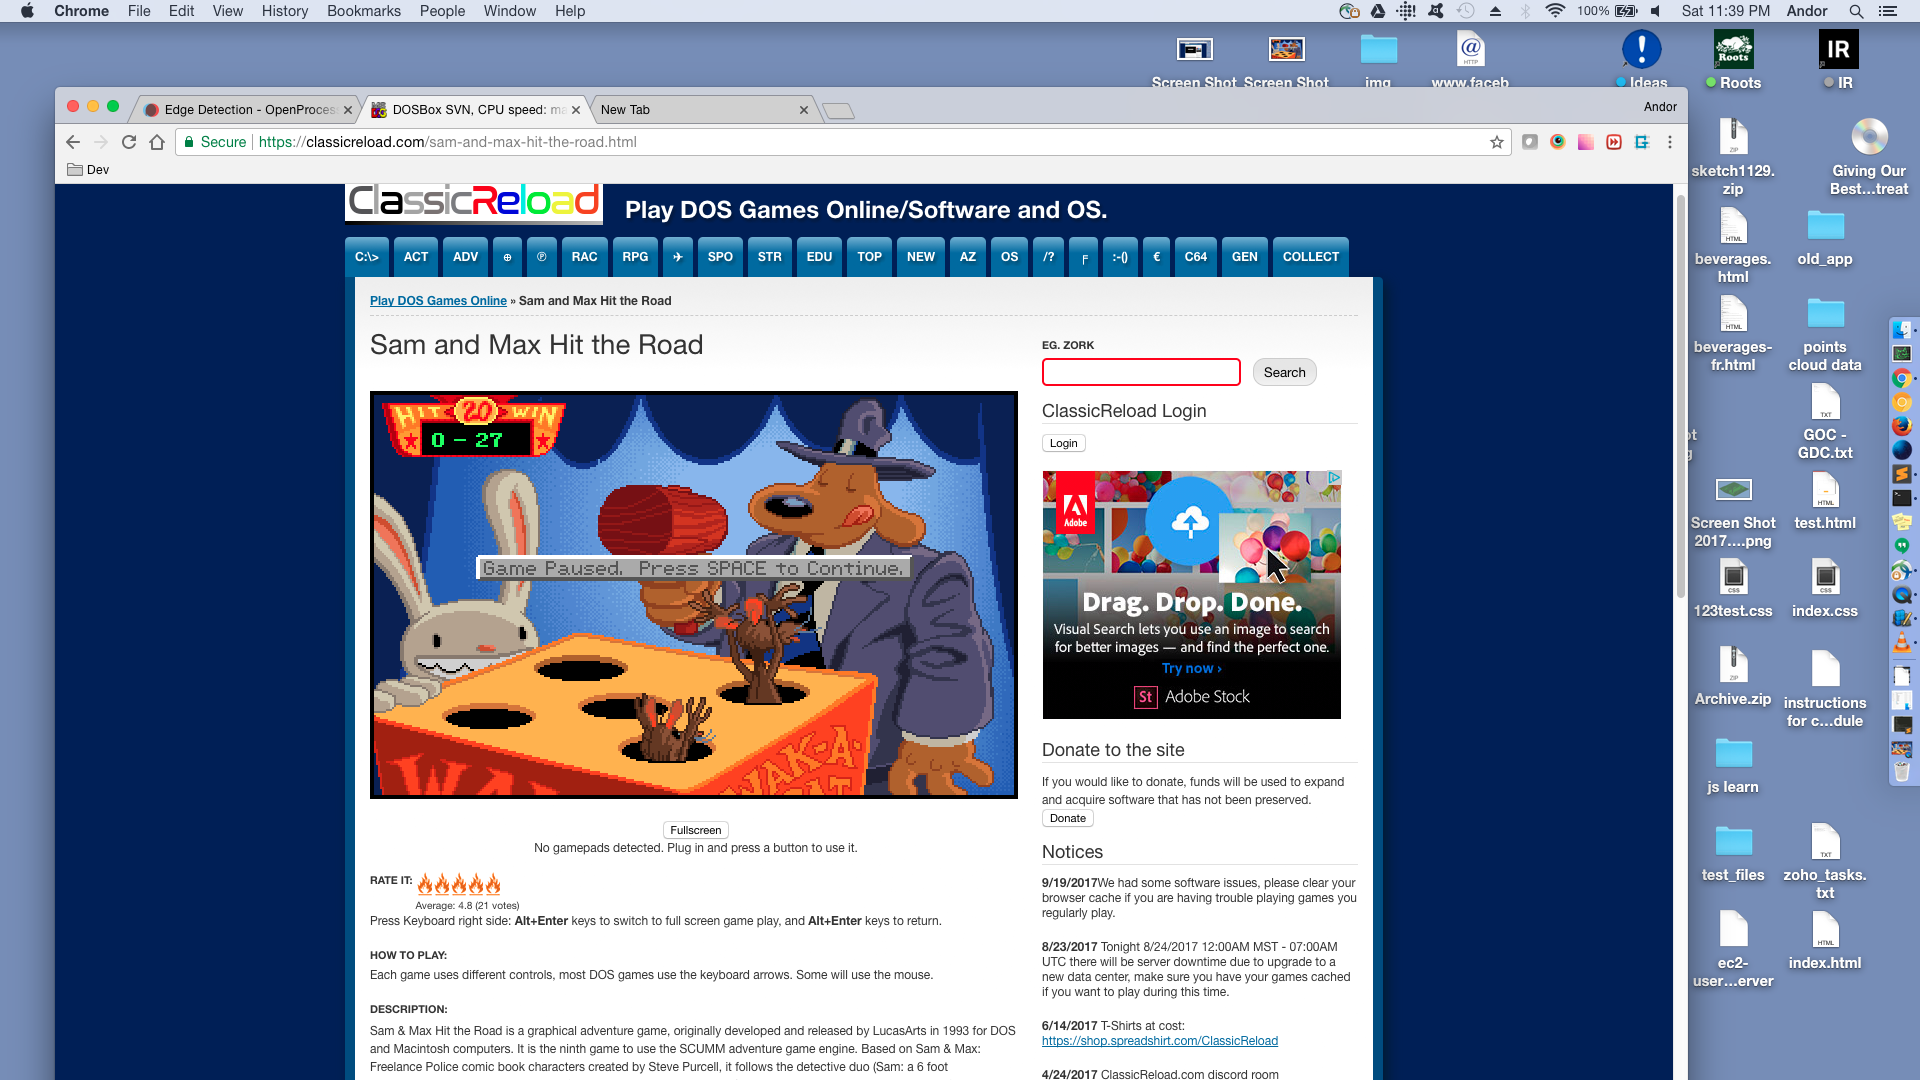 Chrome File Edit View History Bookmarks People Window Help
100% Sat 11:39 PM Andor
Screen Shot Screen Shot img www.faceb Ideas Roots IR
Edge Detection - OpenProces
DOSBox SVN, CPU speed: ma
New Tab
Andor
Secure https://classicreload.com/sam-and-max-hit-the-road.html
Dev
ClassicReload
Play DOS Games Online/Software and OS.
C:\> ACT ADV ⊕ ℗ RAC RPG ✈ SPO STR EDU TOP NEW AZ OS /? ╒ :-() € C64 GEN COLLECT
Play DOS Games Online » Sam and Max Hit the Road
Sam and Max Hit the Road
HIT 20 WIN
0 - 27
Game Paused. Press SPACE to Continue.
WAK-A-
Fullscreen
No gamepads detected. Plug in and press a button to use it.
RATE IT:
Average: 4.8 (21 votes)
Press Keyboard right side: Alt+Enter keys to switch to full screen game play, and Alt+Enter keys to return.
HOW TO PLAY:
Each game uses different controls, most DOS games use the keyboard arrows. Some will use the mouse.
DESCRIPTION:
Sam & Max Hit the Road is a graphical adventure game, originally developed and released by LucasArts in 1993 for DOS
and Macintosh computers. It is the ninth game to use the SCUMM adventure game engine. Based on Sam & Max:
Freelance Police comic book characters created by Steve Purcell, it follows the detective duo (Sam: a 6 foot
EG. ZORK
Search
ClassicReload Login
Login
Adobe
Drag. Drop. Done.
Visual Search lets you use an image to search
for better images — and find the perfect one.
Try now ›
St Adobe Stock
Donate to the site
If you would like to donate, funds will be used to expand
and acquire software that has not been preserved.
Donate
Notices
9/19/2017We had some software issues, please clear your
browser cache if you are having trouble playing games you
regularly play.
8/23/2017 Tonight 8/24/2017 12:00AM MST - 07:00AM
UTC there will be server downtime due to upgrade to a
new data center, make sure you have your games cached
if you want to play during this time.
6/14/2017 T-Shirts at cost:
https://shop.spreadshirt.com/ClassicReload
4/24/2017 ClassicReload.com discord room
sketch1129.
zip
Giving Our
Best...treat
beverages.
html
old_app
beverages-
fr.html
points
cloud data
GOC -
GDC.txt
Screen Shot
2017....png
test.html
123test.css
index.css
Archive.zip
instructions
for c...dule
js learn
test_files
zoho_tasks.
txt
ec2-
user...erver
index.html